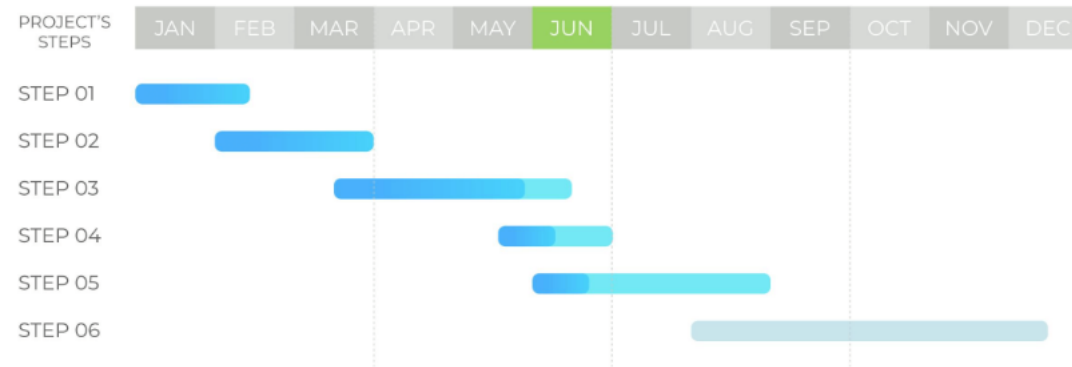 PROJECT'S
STEPS
JAN FEB MAR APR MAY JUN JUL AUG SEP OCT NOV DEC
STEP 01
STEP 02
STEP 03
STEP 04
STEP 05
STEP 06